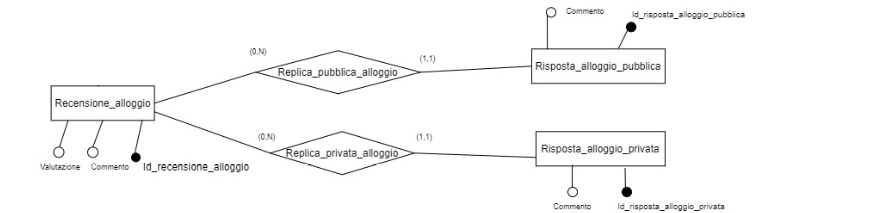 Commento
Id_risposta_alloggio_pubblica
(0,N)
Replica_pubblica_alloggio
(1,1)
Risposta_alloggio_pubblica
Recensione_alloggio
Valutazione
Commento
Id_recensione_alloggio
(0,N)
Replica_privata_alloggio
(1,1)
Risposta_alloggio_privata
Commento
Id_risposta_alloggio_privata